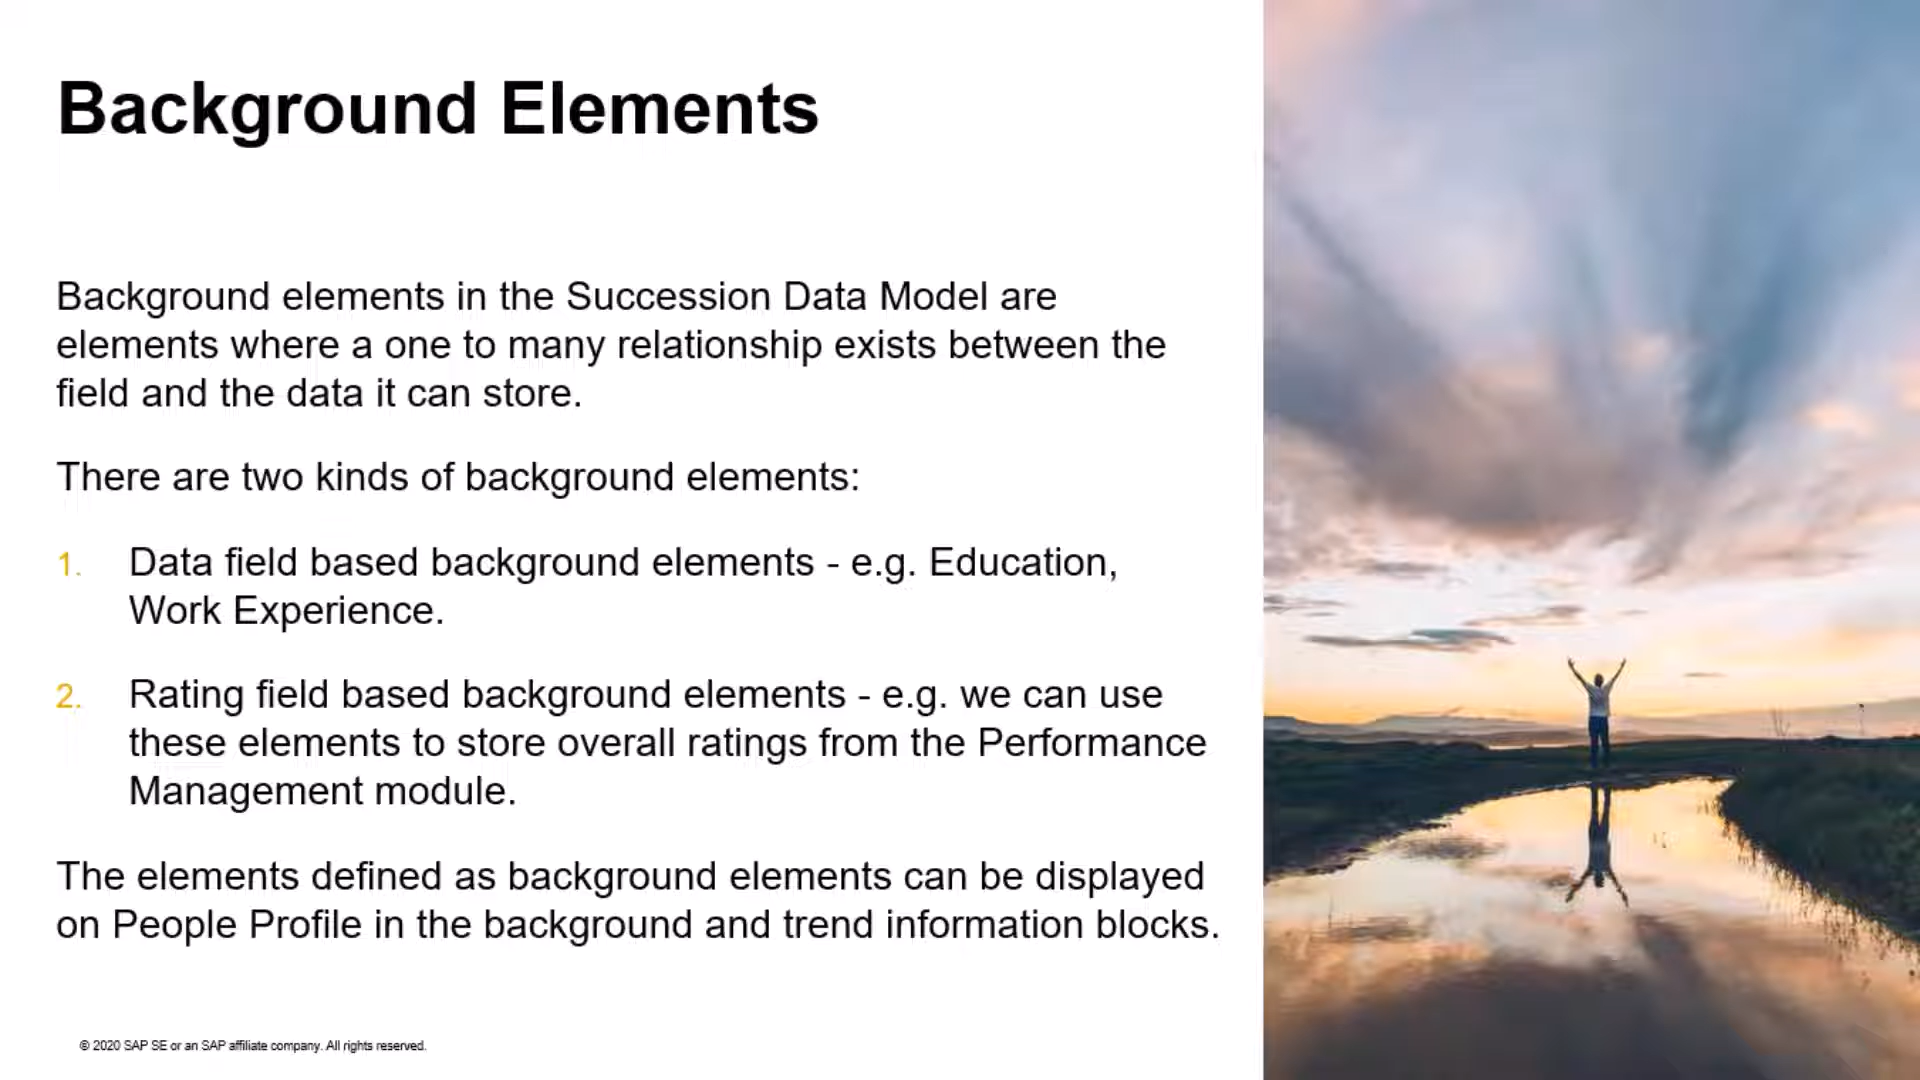 Background Elements
Background elements in the Succession Data Model are
elements where a one to many relationship exists between the
field and the data it can store.
There are two kinds of background elements:
1. Data field based background elements - e.g. Education,
Work Experience.
2. Rating field based background elements - e.g. we can use
these elements to store overall ratings from the Performance
Management module.
The elements defined as background elements can be displayed
on People Profile in the background and trend information blocks.
© 2020 SAP SE or an SAP affiliate company. All rights reserved.